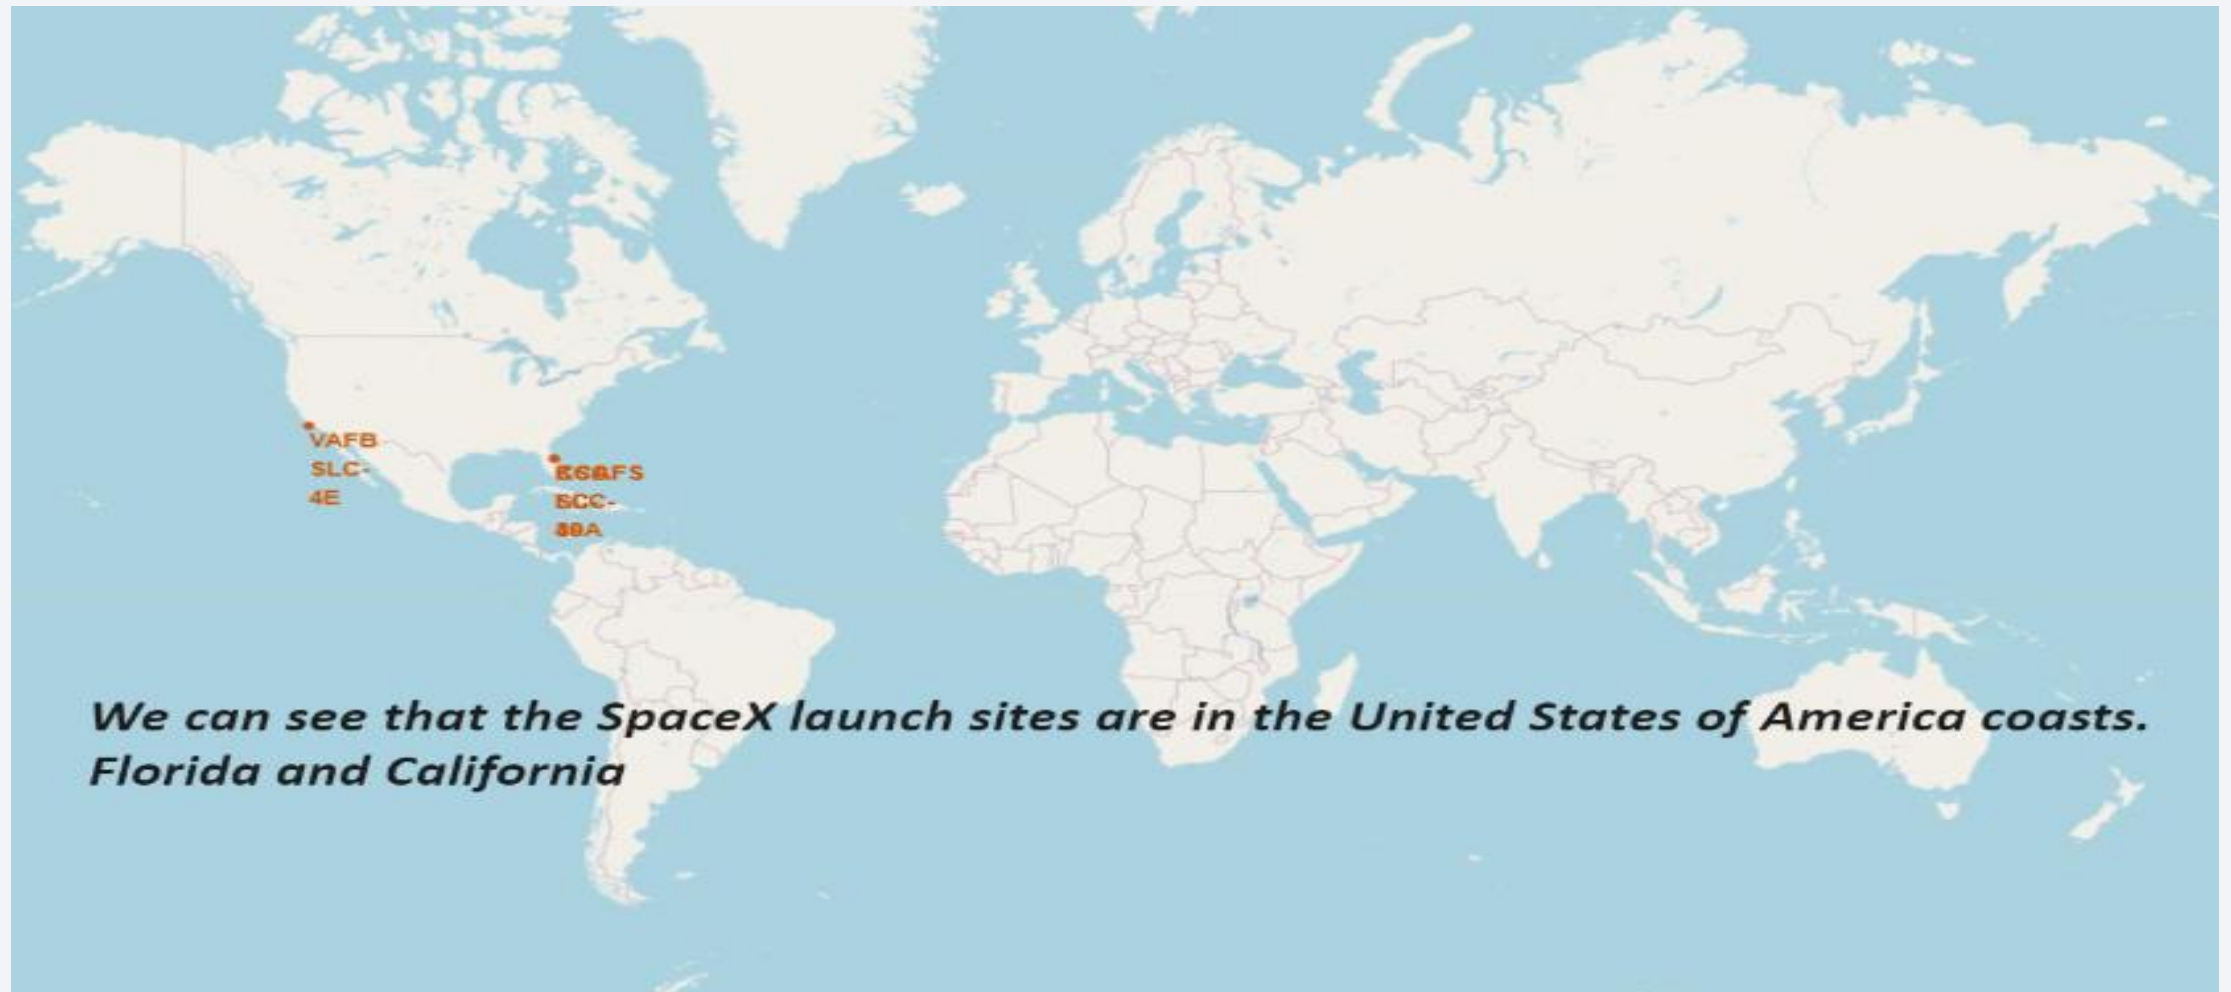 VAFB
SLC-
4E
We can see that the SpaceX launch sites are in the United States of America coasts.
Florida and California